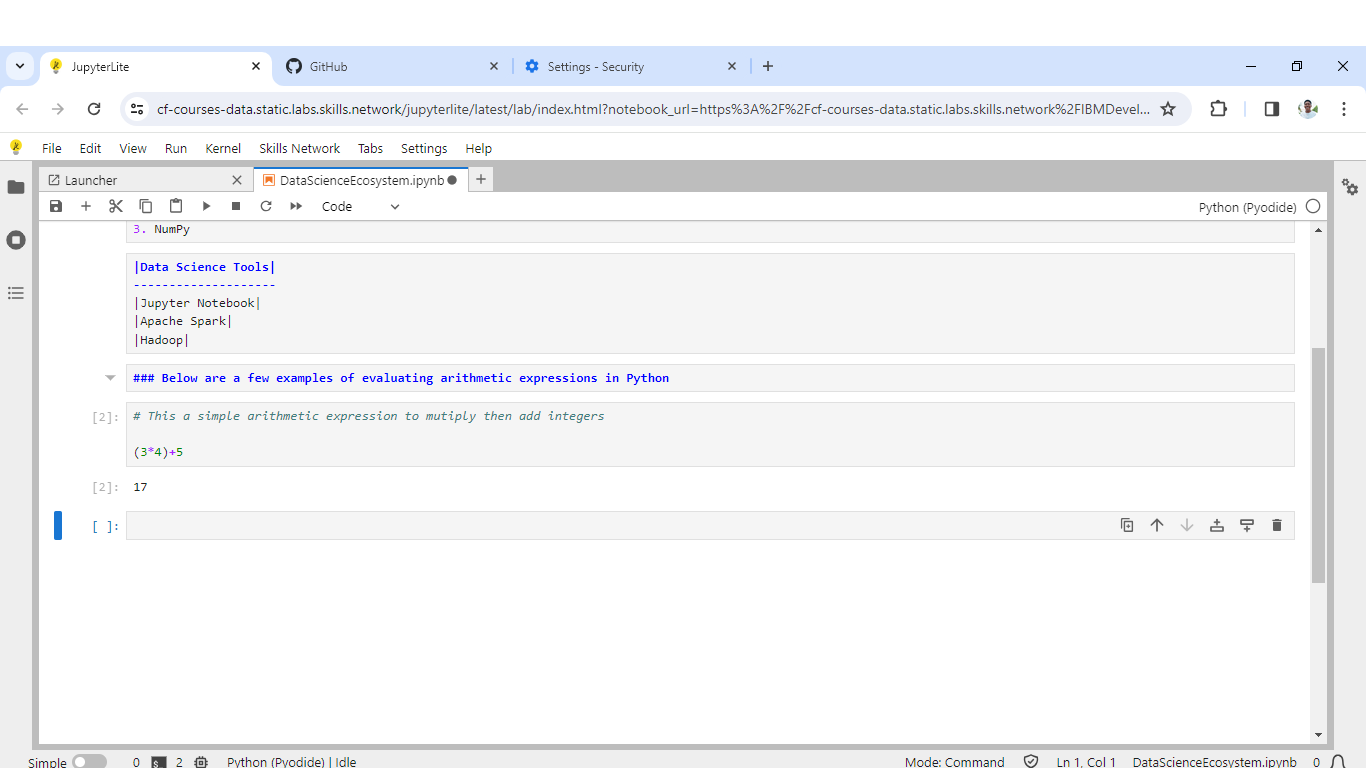 JupyterLite
GitHub
Settings - Security
cf-courses-data.static.labs.skills.network/jupyterlite/latest/lab/index.html?notebook_url=https%3A%2F%2Fcf-courses-data.static.labs.skills.network%2FIBMDevel...
File Edit View Run Kernel Skills Network Tabs Settings Help
Launcher
DataScienceEcosystem.ipynb
Code
Python (Pyodide)
3. NumPy
|Data Science Tools|
--------------------
|Jupyter Notebook|
|Apache Spark|
|Hadoop|
### Below are a few examples of evaluating arithmetic expressions in Python
[2]: # This a simple arithmetic expression to mutiply then add integers
(3*4)+5
[2]: 17
[ ]:
Simple 0 2 Python (Pyodide) | Idle Mode: Command Ln 1, Col 1 DataScienceEcosystem.ipynb 0